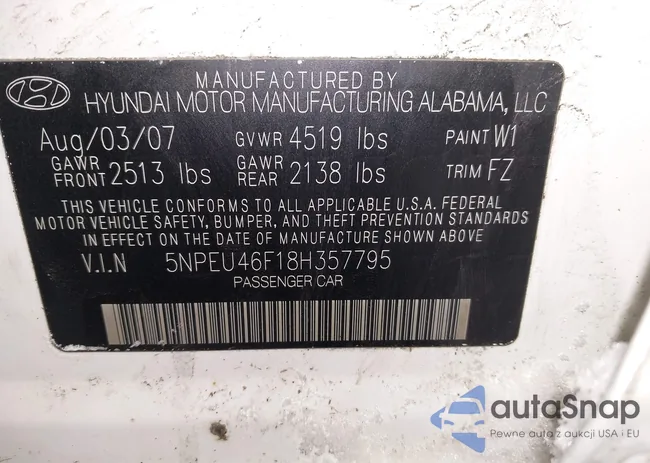 MANUFACTURED BY
HYUNDAI MOTOR MANUFACTURING ALABAMA, LLC
Aug/03/07 GVWR 4519 lbs PAINT W1
GAWR FRONT 2513 lbs GAWR REAR 2138 lbs TRIM FZ
THIS VEHICLE CONFORMS TO ALL APPLICABLE U.S.A. FEDERAL
MOTOR VEHICLE SAFETY, BUMPER, AND THEFT PREVENTION STANDARDS
IN EFFECT ON THE DATE OF MANUFACTURE SHOWN ABOVE
V.I.N 5NPEU46F18H357795
PASSENGER CAR
autoSnap
Pewne auta z aukcji USA i EU